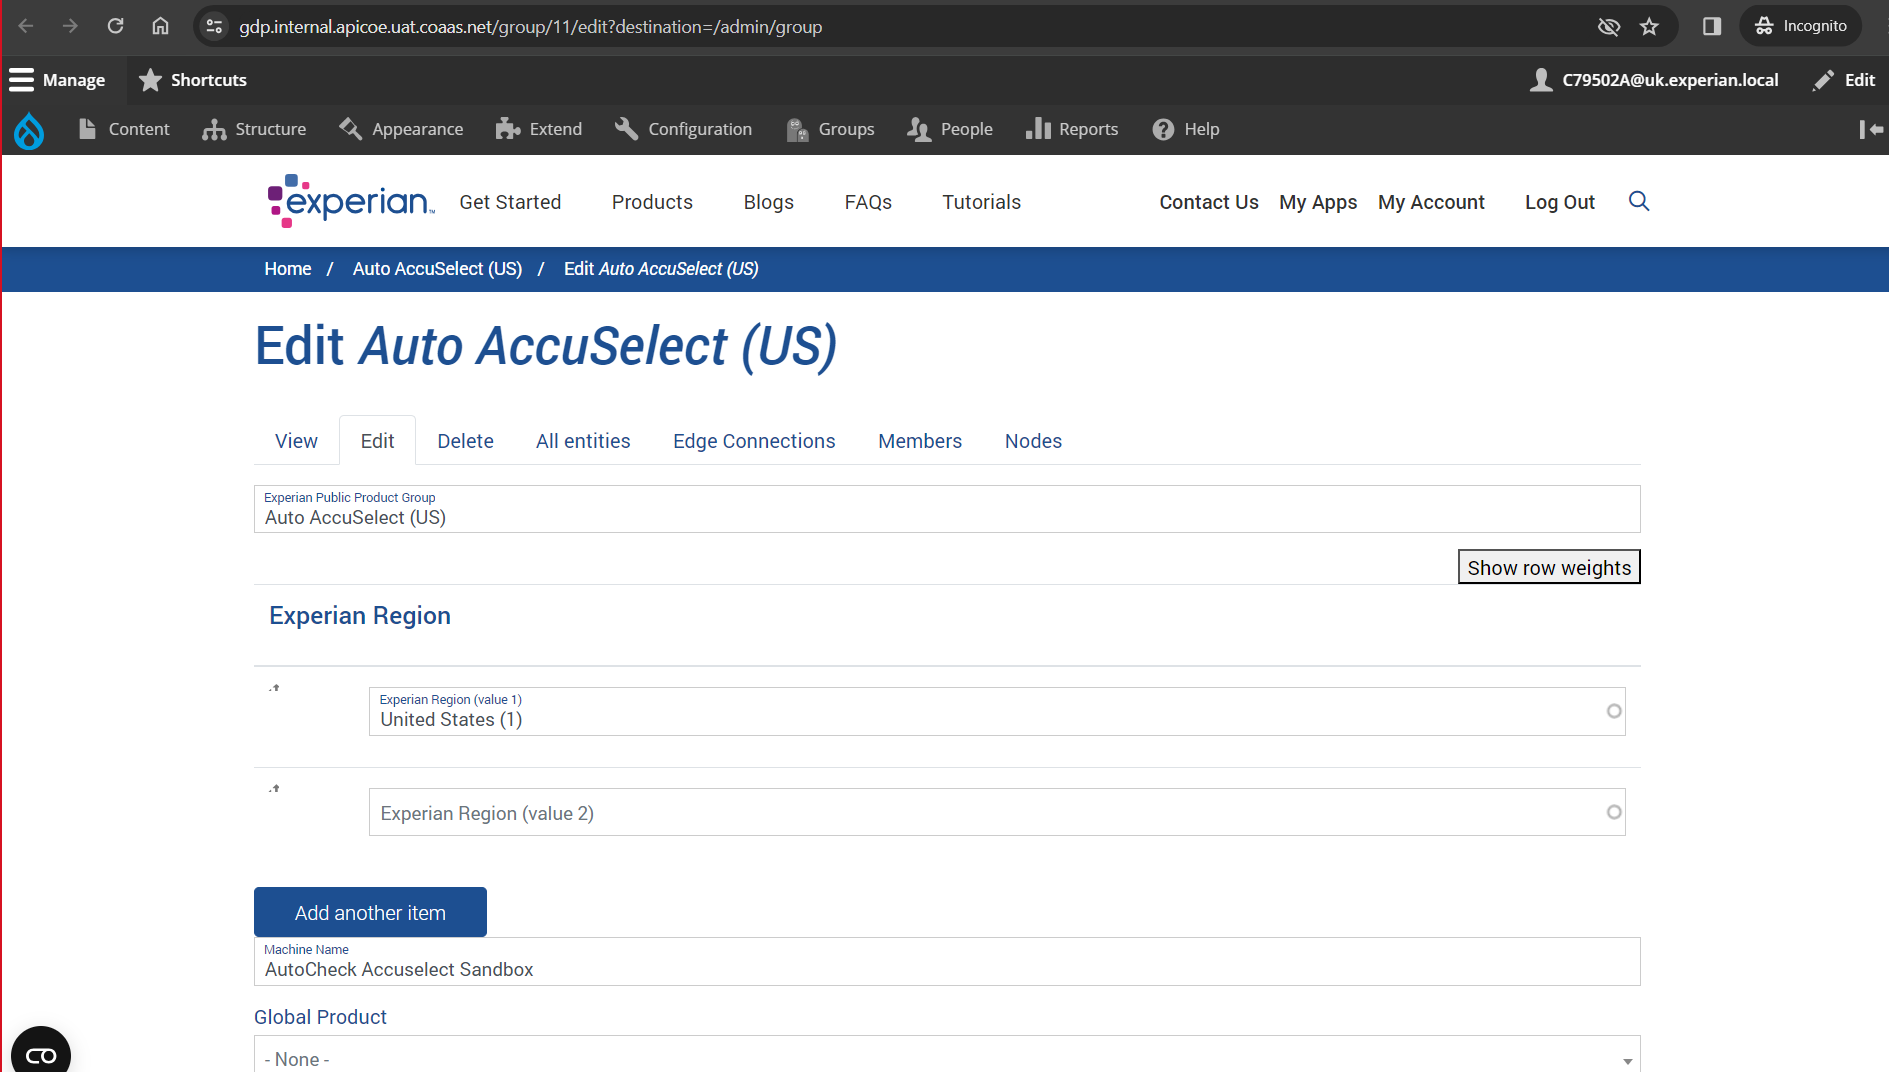 gdp.internal.apicoe.uat.coaas.net/group/11/edit?destination=/admin/group Incognito
Manage Shortcuts C79502A@uk.experian.local Edit
Content Structure Appearance Extend Configuration Groups People Reports Help
experian™ Get Started Products Blogs FAQs Tutorials Contact Us My Apps My Account Log Out
Home / Auto AccuSelect (US) / Edit Auto AccuSelect (US)
Edit Auto AccuSelect (US)
View Edit Delete All entities Edge Connections Members Nodes
Experian Public Product Group
Auto AccuSelect (US)
Show row weights
Experian Region
Experian Region (value 1)
United States (1)
Experian Region (value 2)
Add another item
Machine Name
AutoCheck Accuselect Sandbox
Global Product
- None -